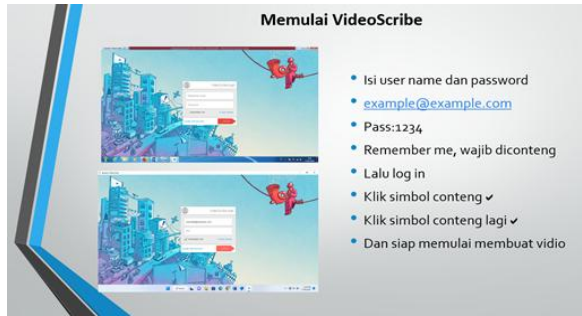 Memulai VideoScribe
Isi user name dan password
example@example.com
Pass:1234
Remember me, wajib diconteng
Lalu log in
Klik simbol conteng ✔
Klik simbol conteng lagi ✔
Dan siap memulai membuat vidio